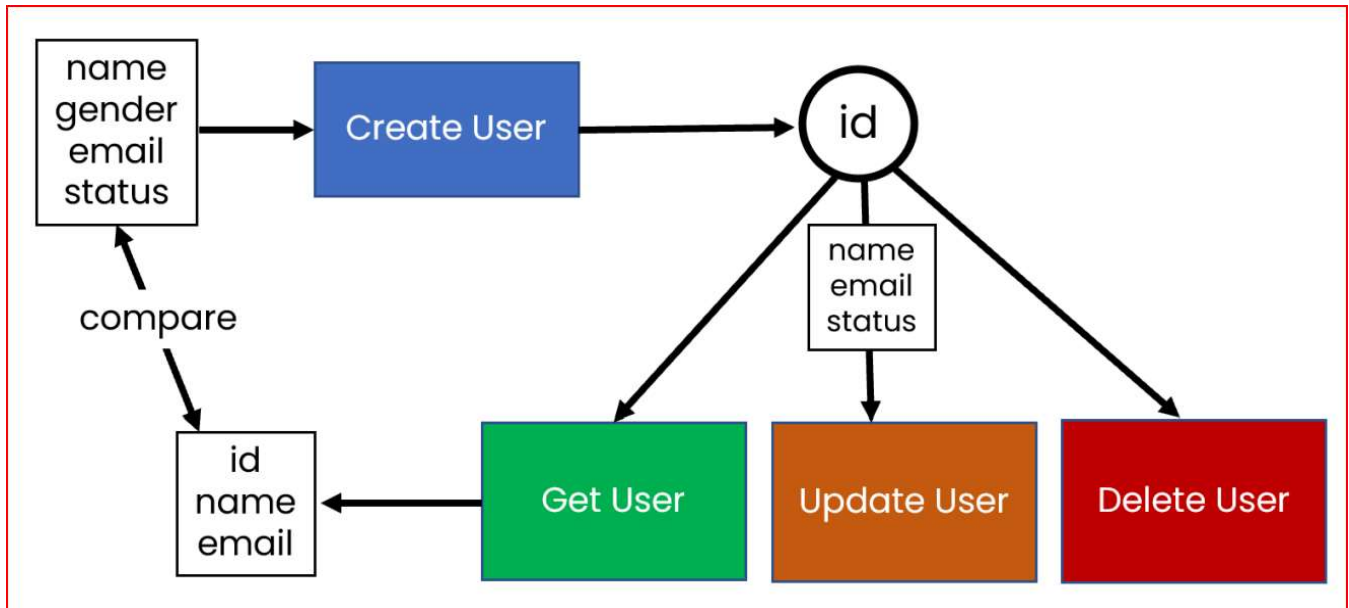 name
gender
email
status
Create User
id
name
email
status
compare
id
name
email
Get User
Update User
Delete User